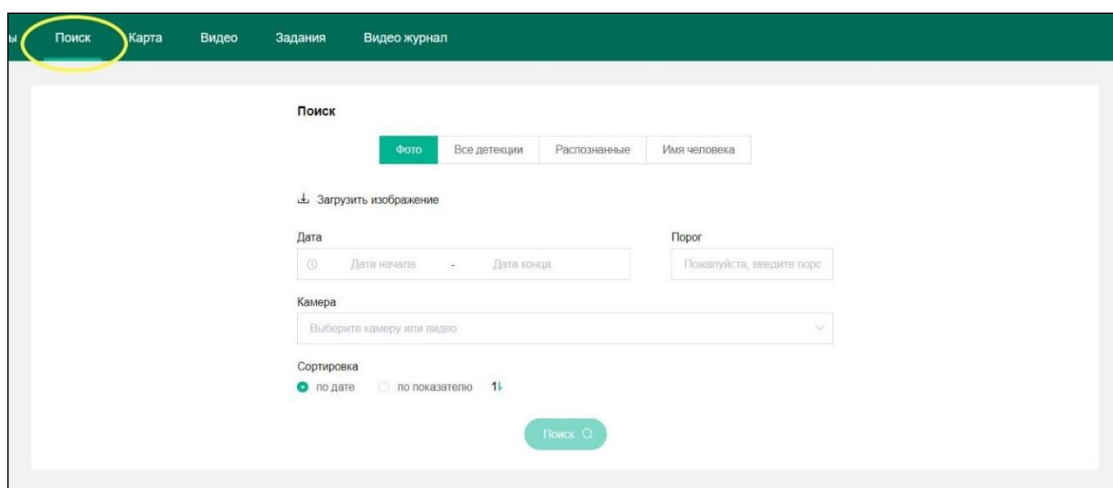 ы Поиск Карта Видео Задания Видео журнал
Поиск
Фото Все детекции Распознанные Имя человека
Загрузить изображение
Дата Порог
Дата начала - Дата конца Пожалуйста, введите порс
Камера
Выберите камеру или видео
Сортировка
по дате по показателю
Поиск